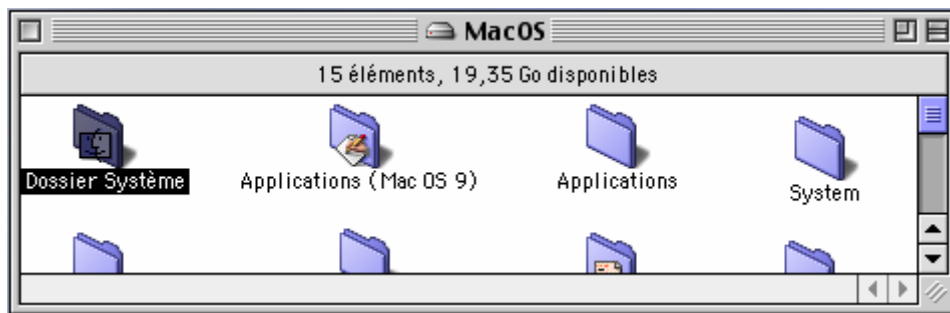 MacOS
15 éléments, 19,35 Go disponibles
Dossier Système
Applications (Mac OS 9)
Applications
System